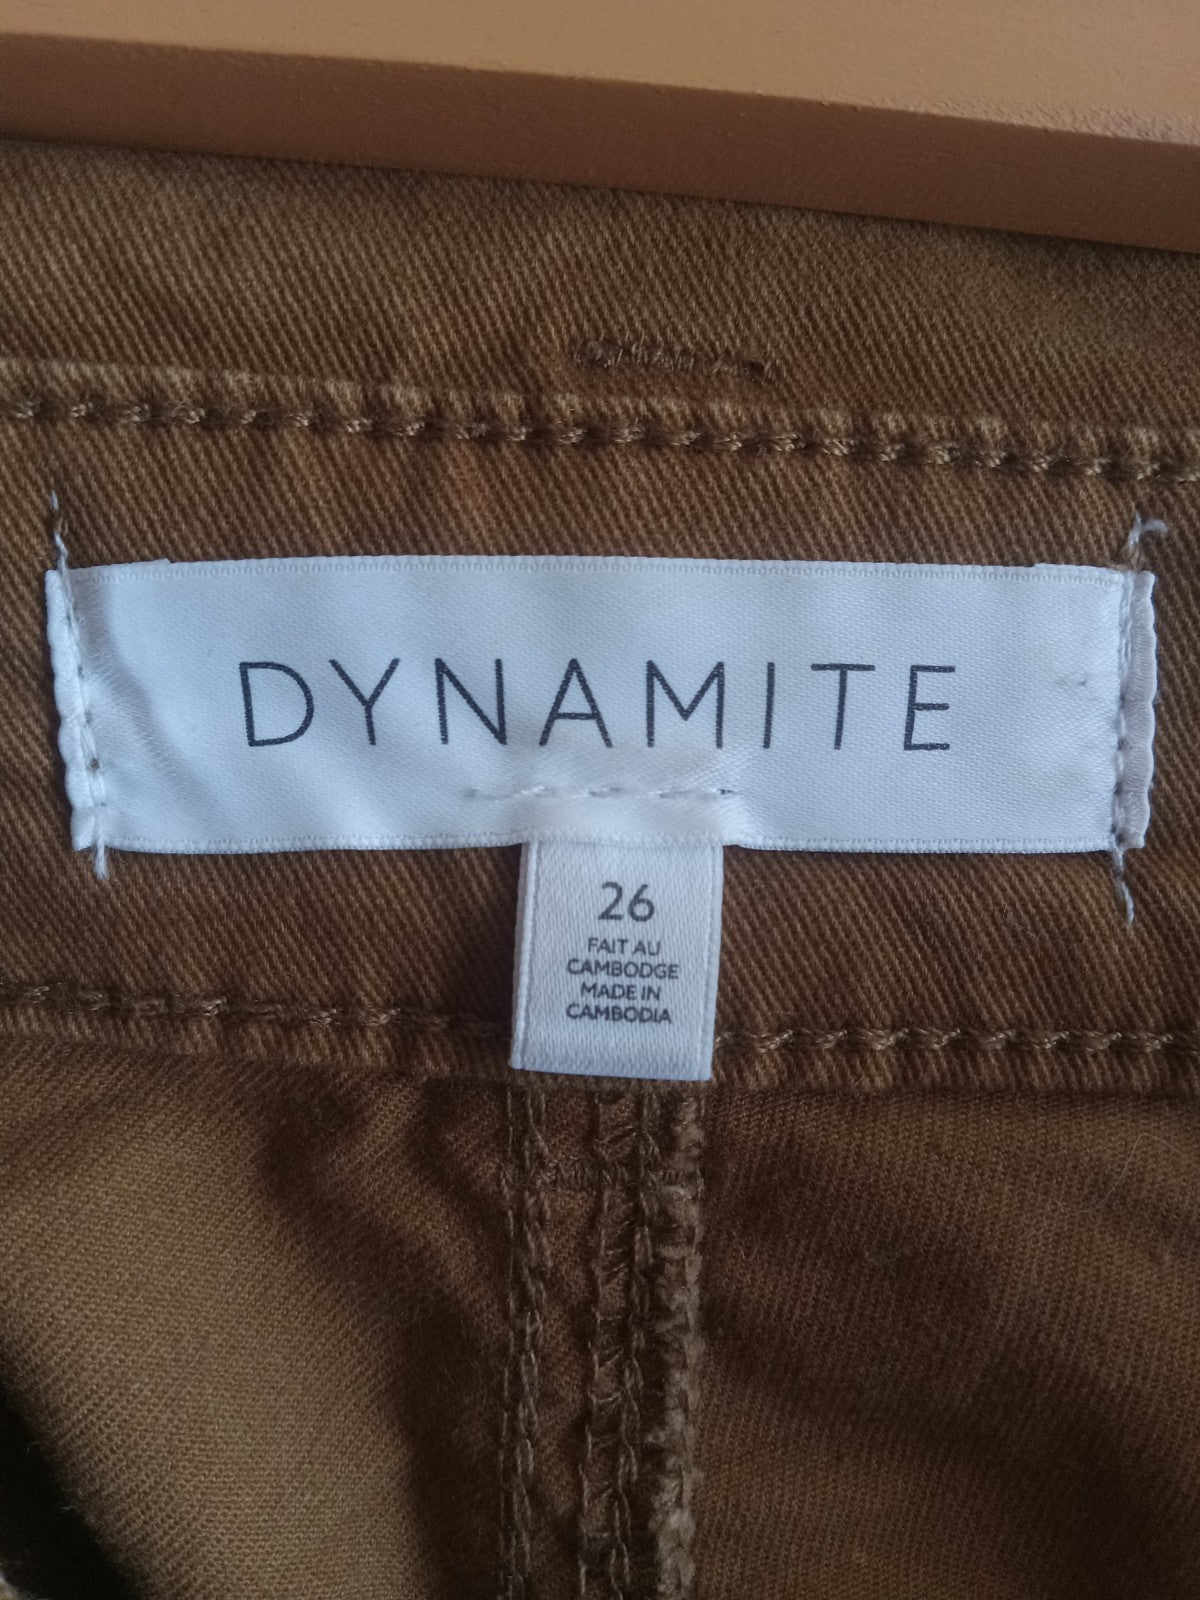 DYNAMITE
26
FAIT AU
CAMBODGE
MADE IN
CAMBODIA